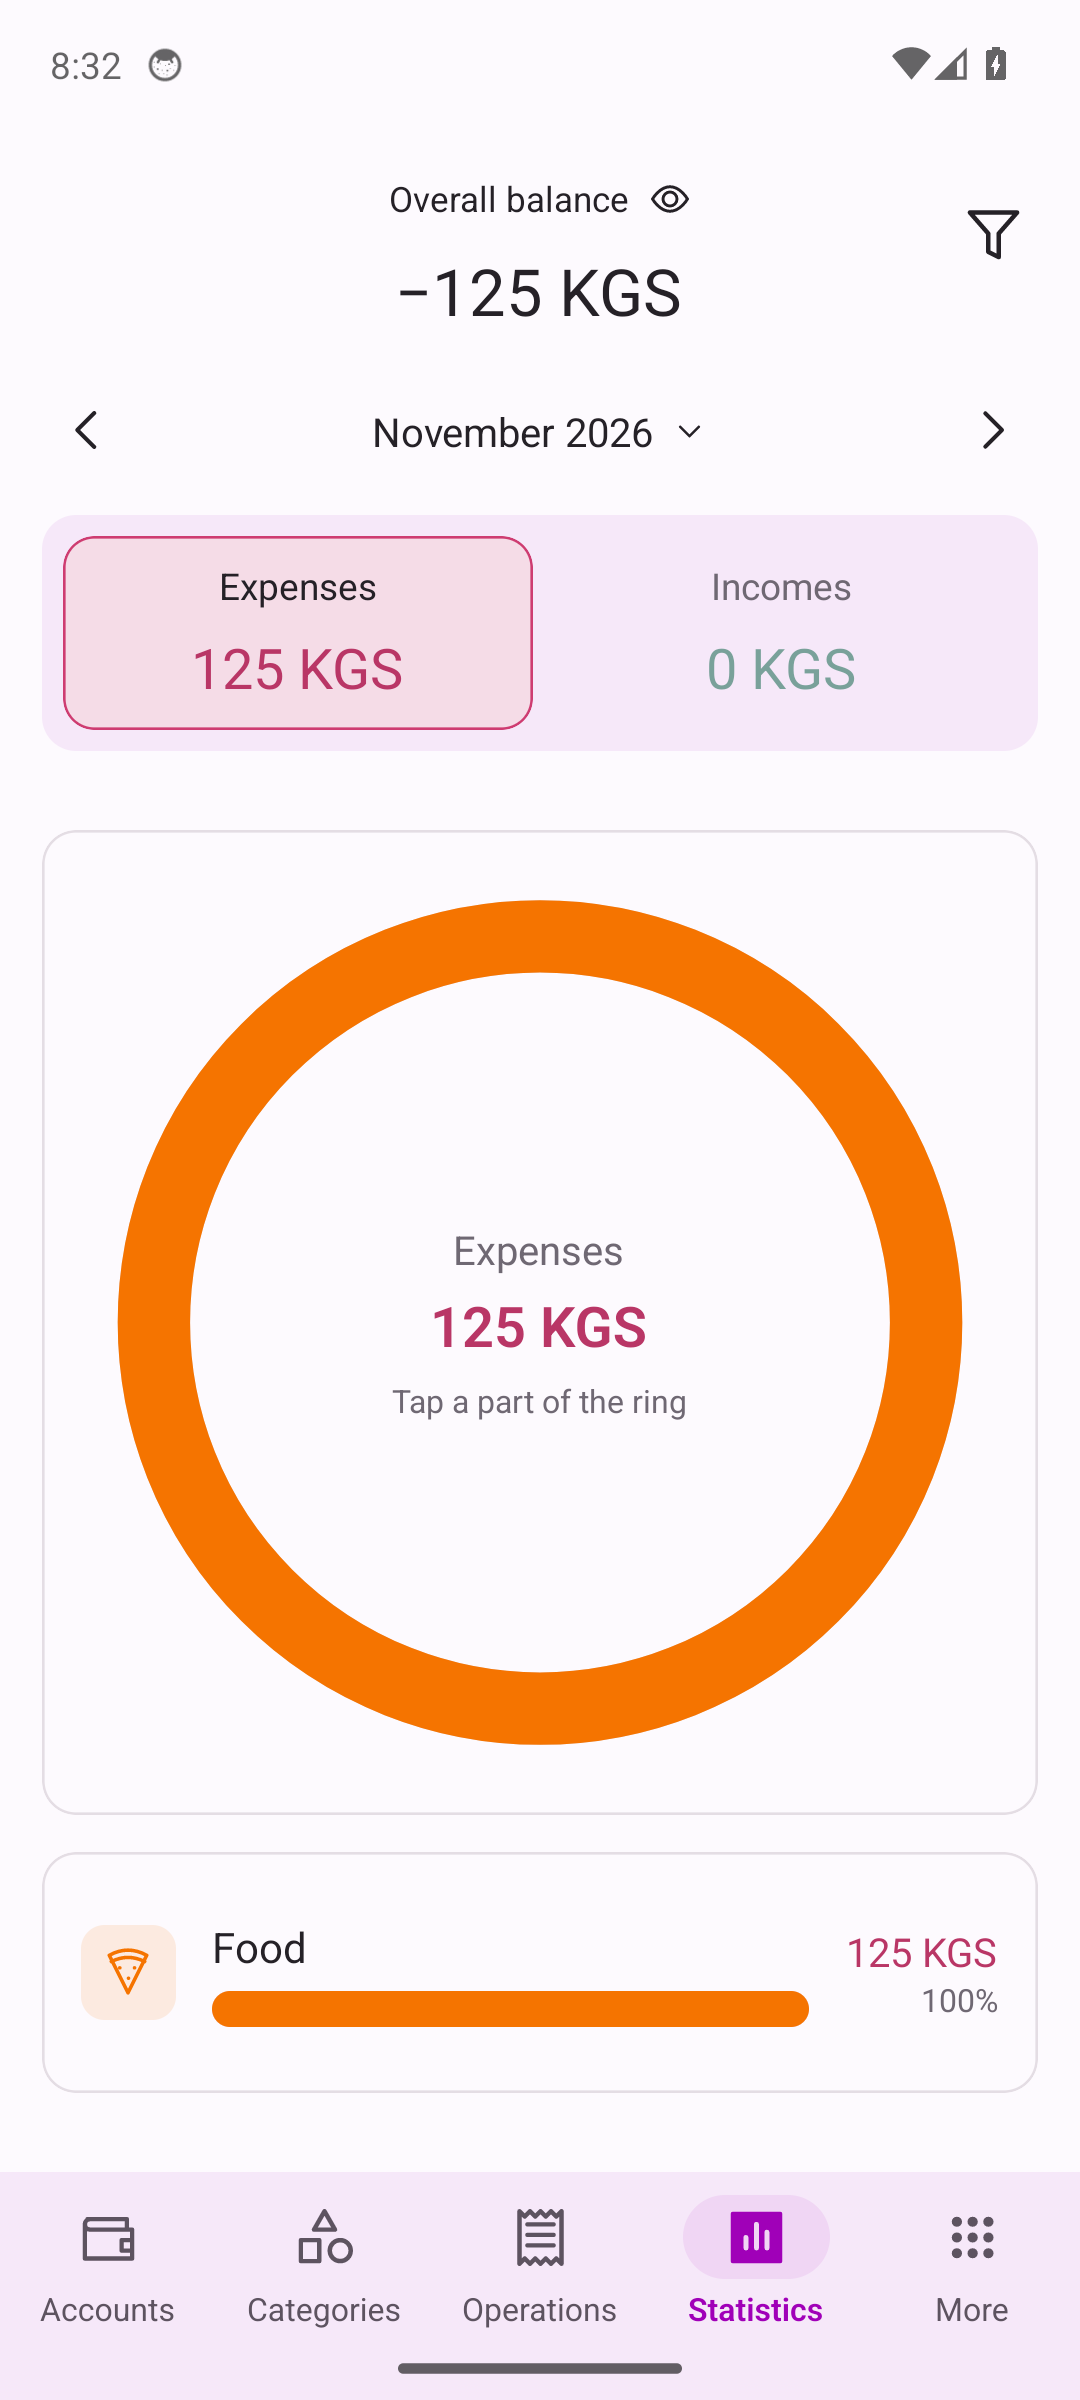 8:32
Overall balance
−125 KGS
November 2026
Expenses
125 KGS
Incomes
0 KGS
Expenses
125 KGS
Tap a part of the ring
Food
125 KGS
100%
Accounts
Categories
Operations
Statistics
More